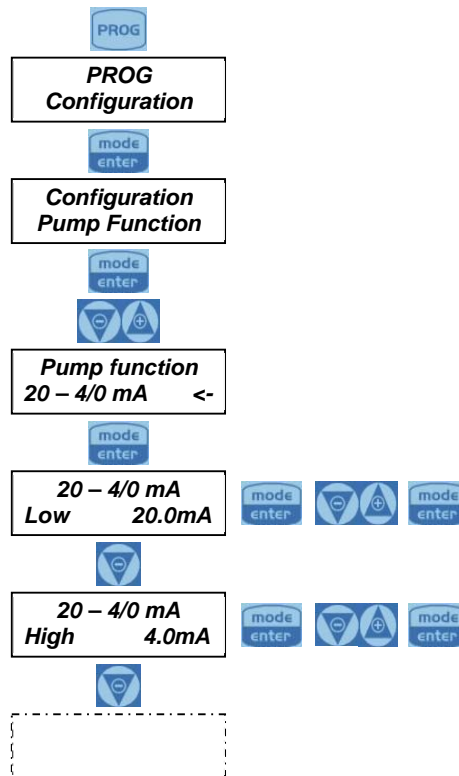 PROG
PROG
Configuration
mode
enter
Configuration
Pump Function
mode
enter
Pump function
20 – 4/0 mA <-
mode
enter
20 – 4/0 mA
Low 20.0mA
mode
enter
mode
enter
20 – 4/0 mA
High 4.0mA
mode
enter
mode
enter